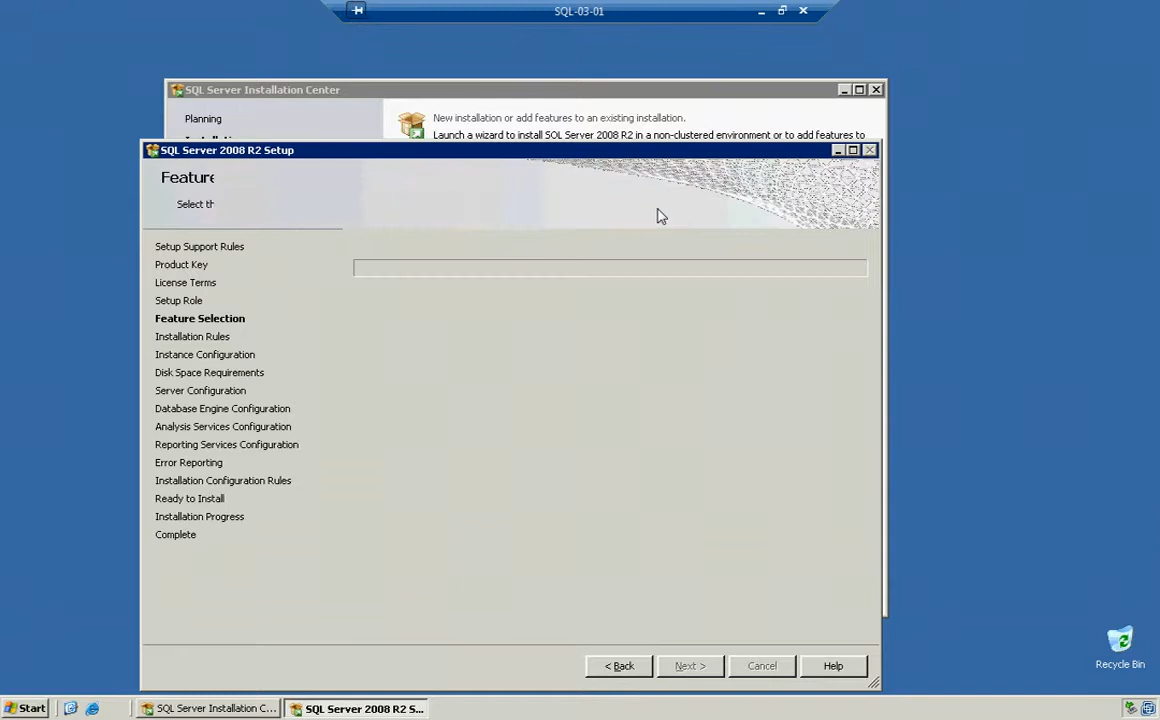 SQL-03-01
SQL Server Installation Center
Planning
New installation or add features to an existing installation.
Launch a wizard to install SQL Server 2008 R2 in a non-clustered environment or to add features to
SQL Server 2008 R2 Setup
Feature
Select th
Setup Support Rules
Product Key
License Terms
Setup Role
Feature Selection
Installation Rules
Instance Configuration
Disk Space Requirements
Server Configuration
Database Engine Configuration
Analysis Services Configuration
Reporting Services Configuration
Error Reporting
Installation Configuration Rules
Ready to Install
Installation Progress
Complete
< Back
Next >
Cancel
Help
Recycle Bin
Start
SQL Server Installation C...
SQL Server 2008 R2 S...